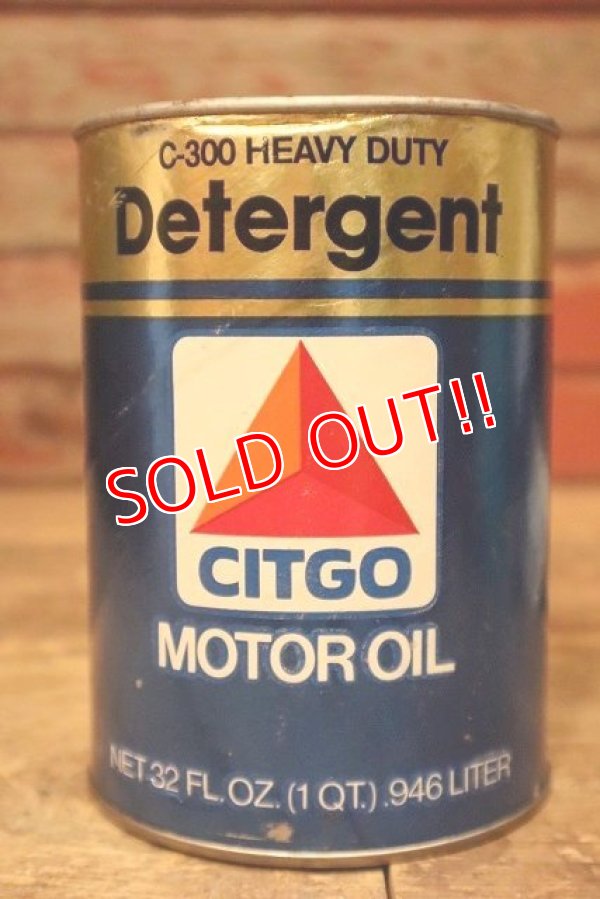 C-300 HEAVY DUTY
Detergent
SOLD OUT!!
CITGO
MOTOR OIL
NET 32 FL. OZ. (1 QT.) .946 LITER